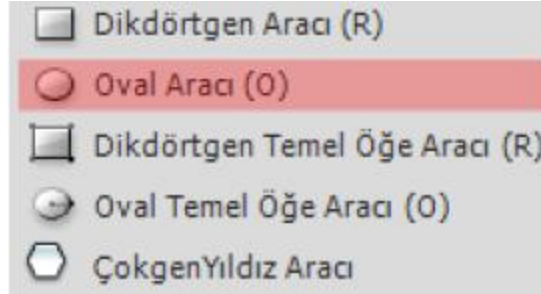 Dikdörtgen Aracı (R)
Oval Aracı (O)
Dikdörtgen Temel Öğe Aracı (R)
Oval Temel Öğe Aracı (O)
ÇokgenYıldız Aracı